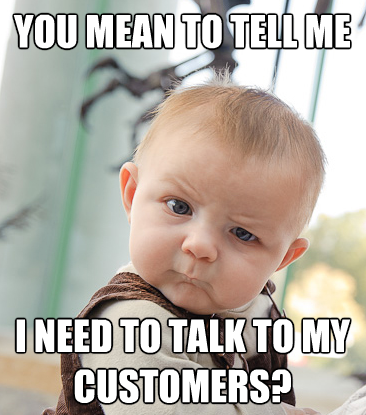 YOU MEAN TO TELL ME
I NEED TO TALK TO MY
CUSTOMERS?